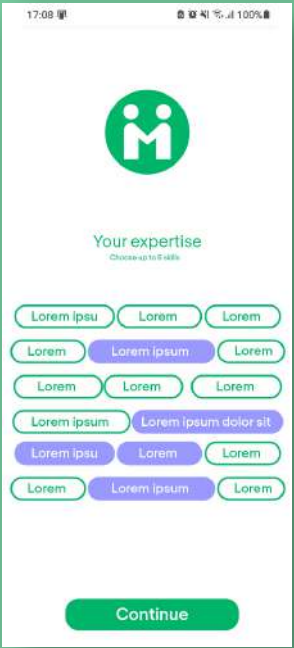 17:08 100%
Your expertise
Choose up to 5 skills
Lorem ipsu Lorem Lorem
Lorem Lorem ipsum Lorem
Lorem Lorem Lorem
Lorem ipsum Lorem ipsum dolor sit
Lorem ipsu Lorem Lorem
Lorem Lorem ipsum Lorem
Continue